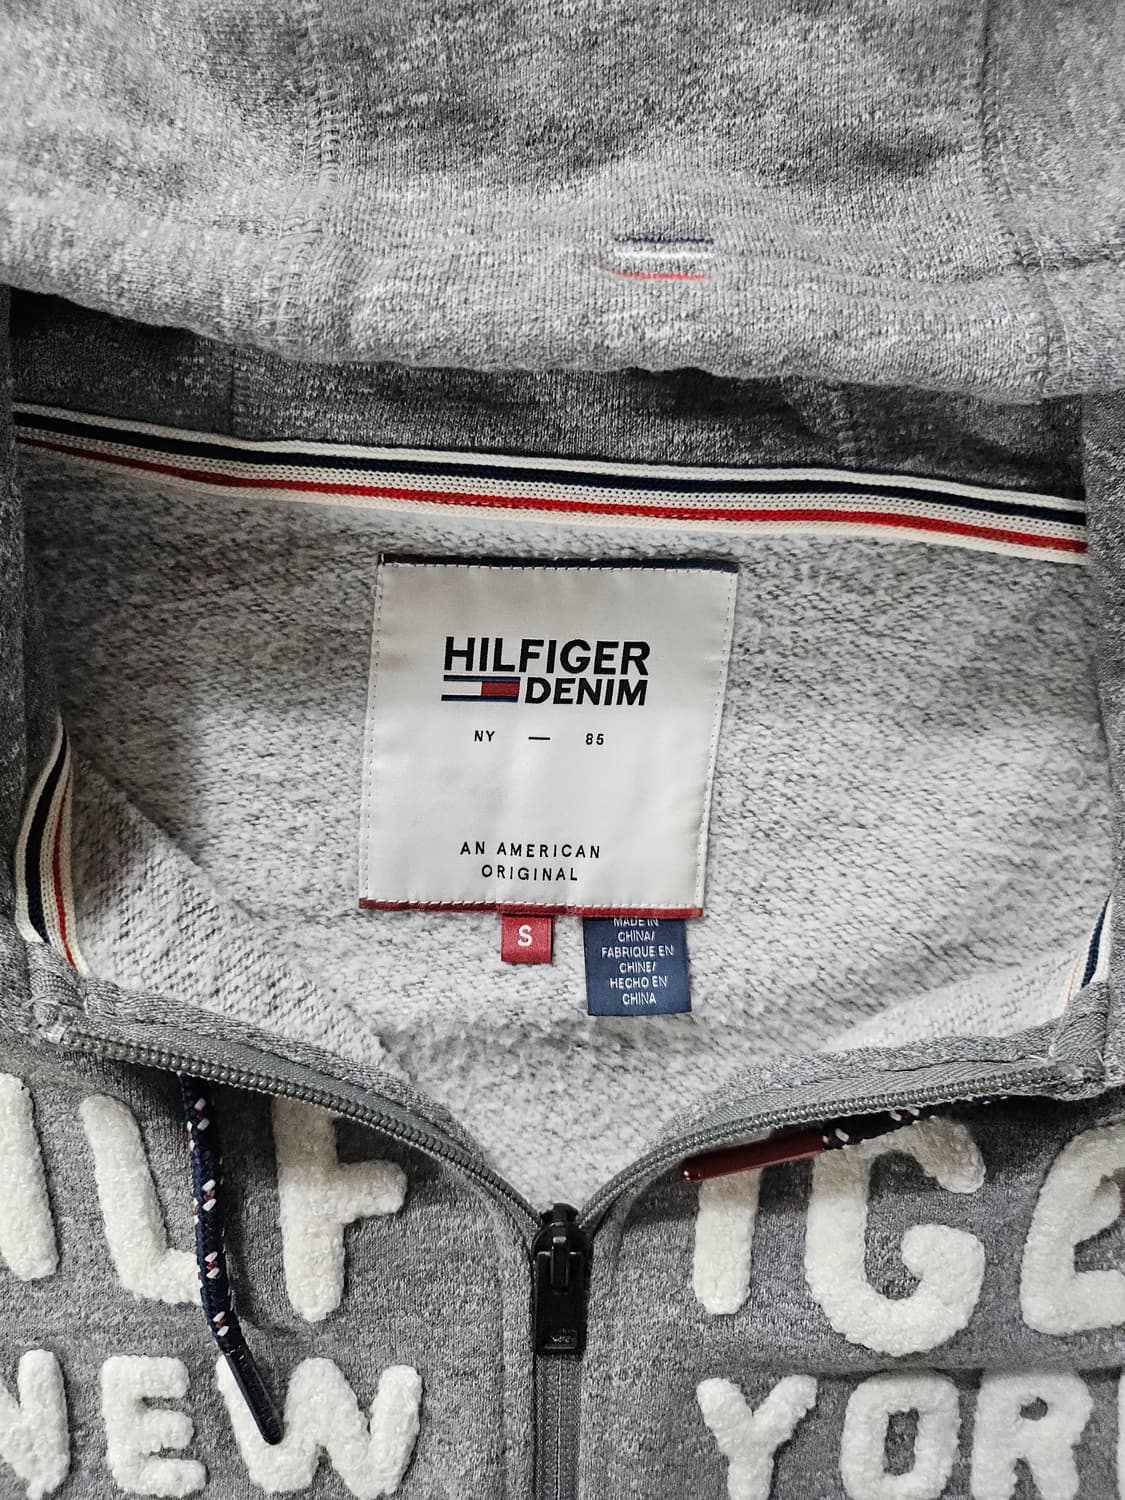 HILFIGER
DENIM
NY — 85
AN AMERICAN
ORIGINAL
S
MADE IN
CHINA/
FABRIQUE EN
CHINE/
HECHO EN
CHINA
ILF IGE
NEW YOR